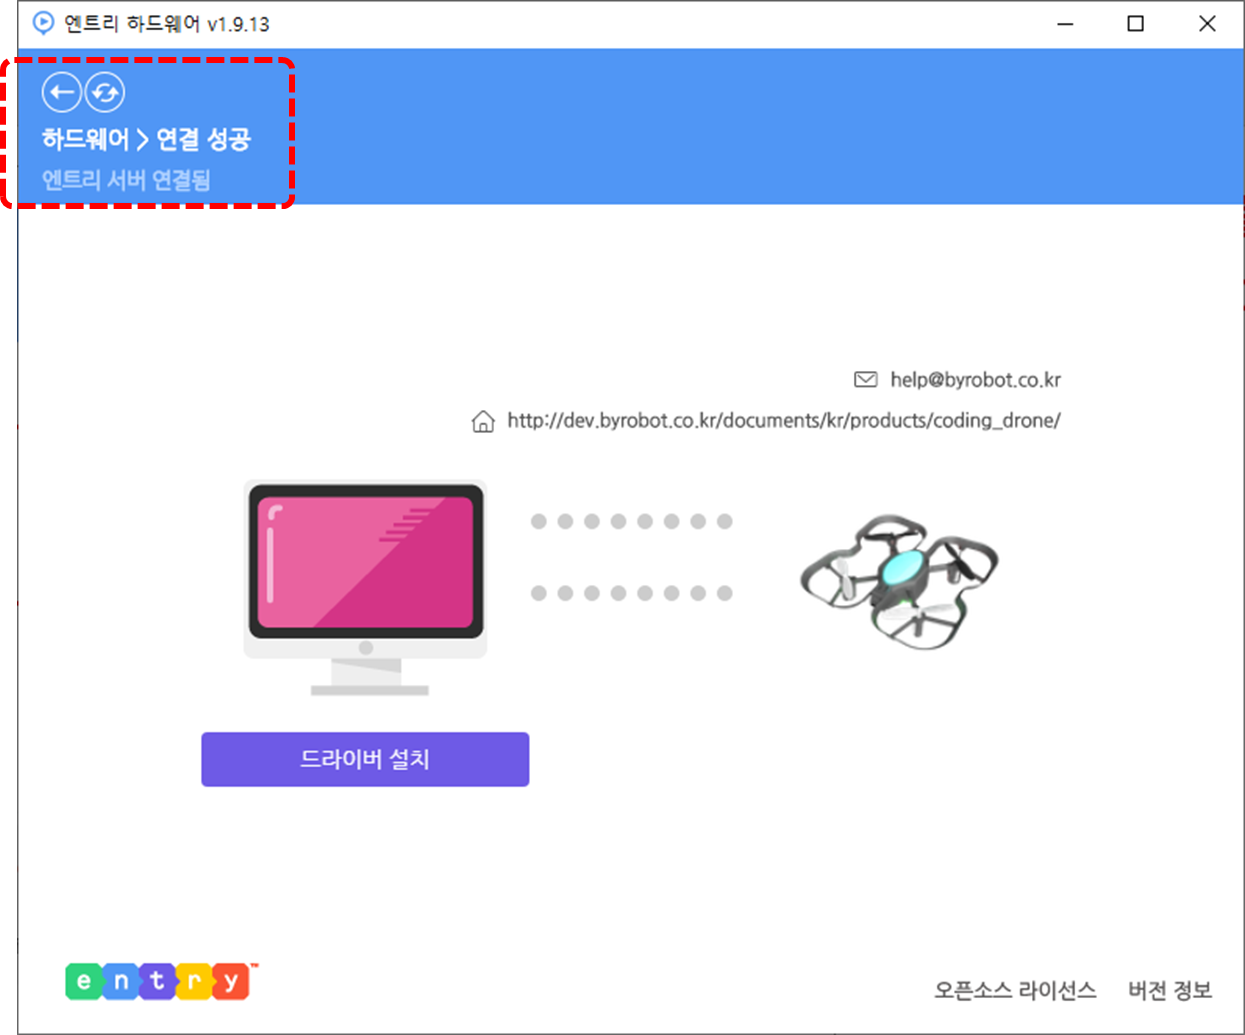 엔트리 하드웨어 v1.9.13
하드웨어 > 연결 성공
엔트리 서버 연결됨
help@byrobot.co.kr
http://dev.byrobot.co.kr/documents/kr/products/coding_drone/
드라이버 설치
entry™
오픈소스 라이선스 버전 정보